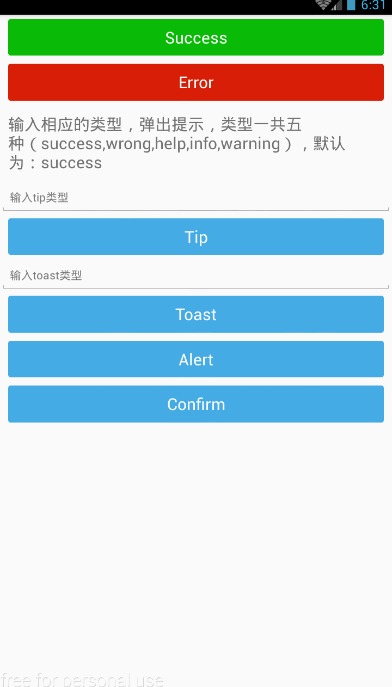 6:31
Success
Error
输入相应的类型，弹出提示，类型一共五
种（success,wrong,help,info,warning），默认
为：success
输入tip类型
Tip
输入toast类型
Toast
Alert
Confirm
free for personal use